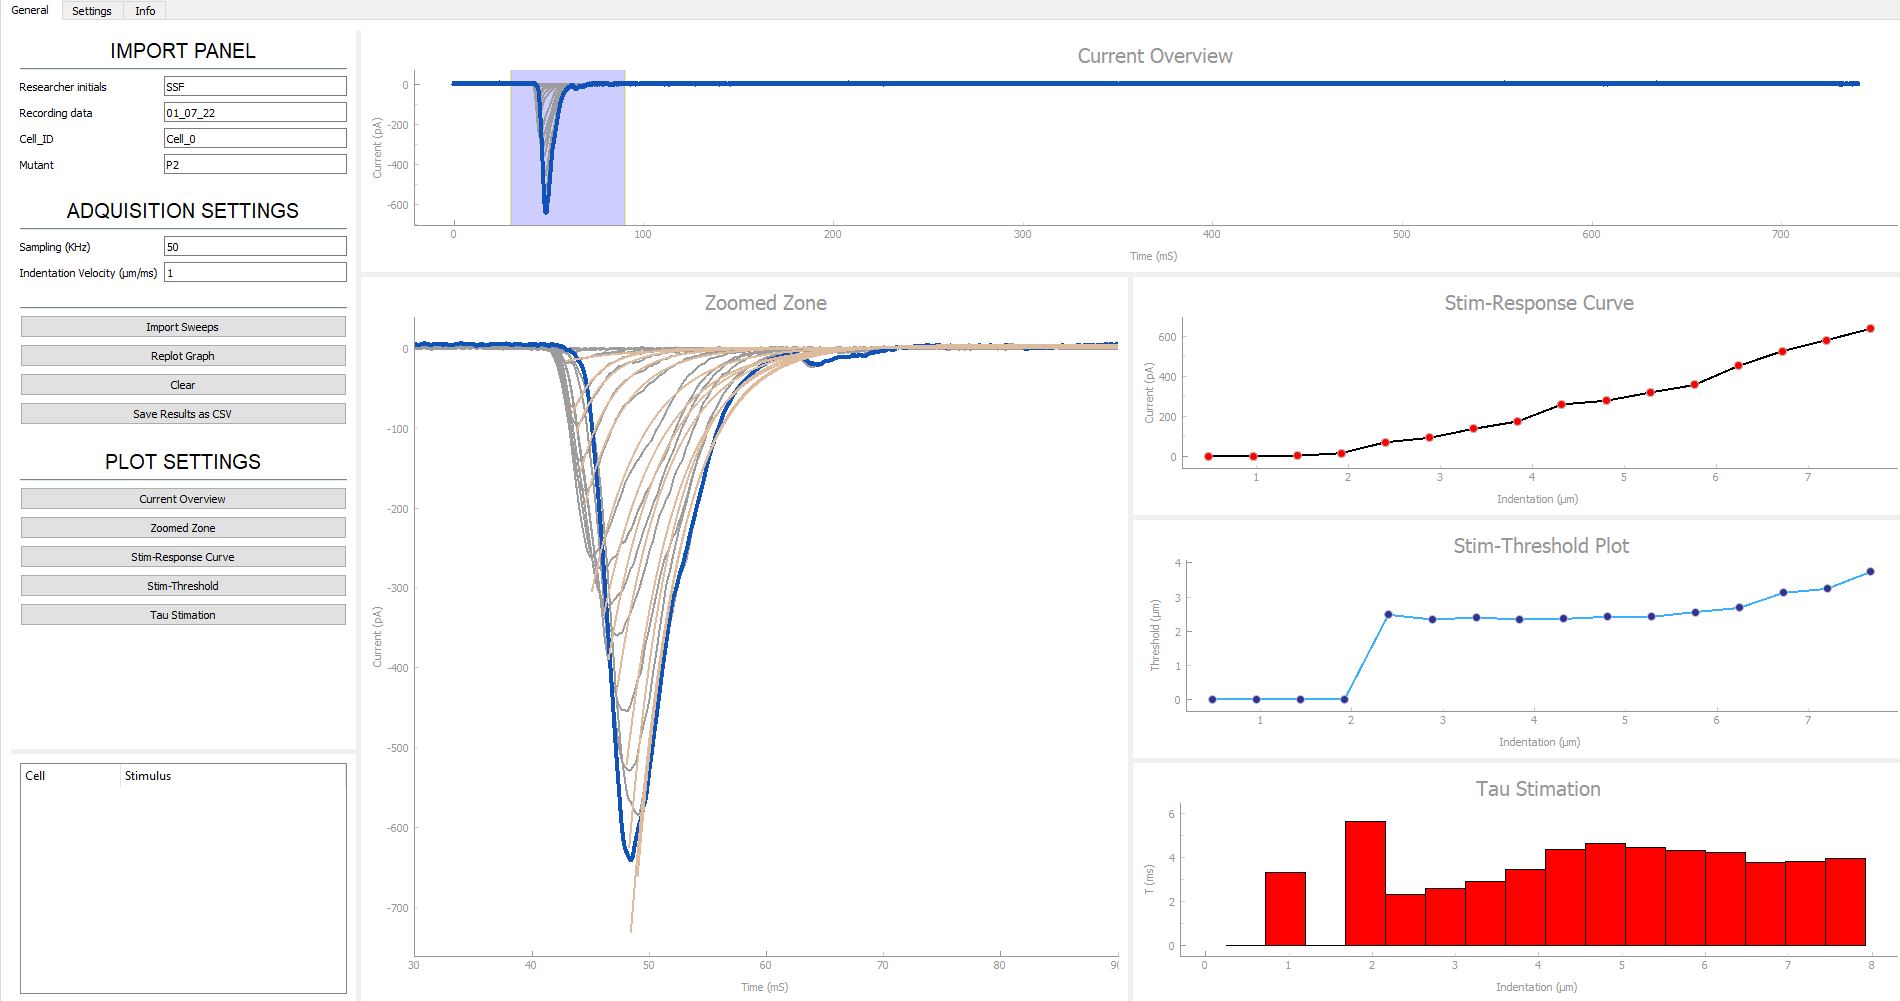 General Settings Info
IMPORT PANEL
Researcher initials SSF
Recording data 01_07_22
Cell_ID Cell_0
Mutant P2
ADQUISITION SETTINGS
Sampling (KHz) 50
Indentation Velocity (µm/ms) 1
Import Sweeps
Replot Graph
Clear
Save Results as CSV
PLOT SETTINGS
Current Overview
Zoomed Zone
Stim-Response Curve
Stim-Threshold
Tau Stimation
Cell Stimulus
Current Overview
Current (pA)
0
-200
-400
-600
0 100 200 300 400 500 600 700
Time (mS)
Zoomed Zone
Current (pA)
0
-100
-200
-300
-400
-500
-600
-700
30 40 50 60 70 80 90
Time (mS)
Stim-Response Curve
Current (pA)
600
400
200
0
1 2 3 4 5 6 7
Indentation (µm)
Stim-Threshold Plot
Threshold (µm)
4
3
2
1
0
1 2 3 4 5 6 7
Indentation (µm)
Tau Stimation
T (ms)
6
4
2
0
0 1 2 3 4 5 6 7 8
Indentation (µm)